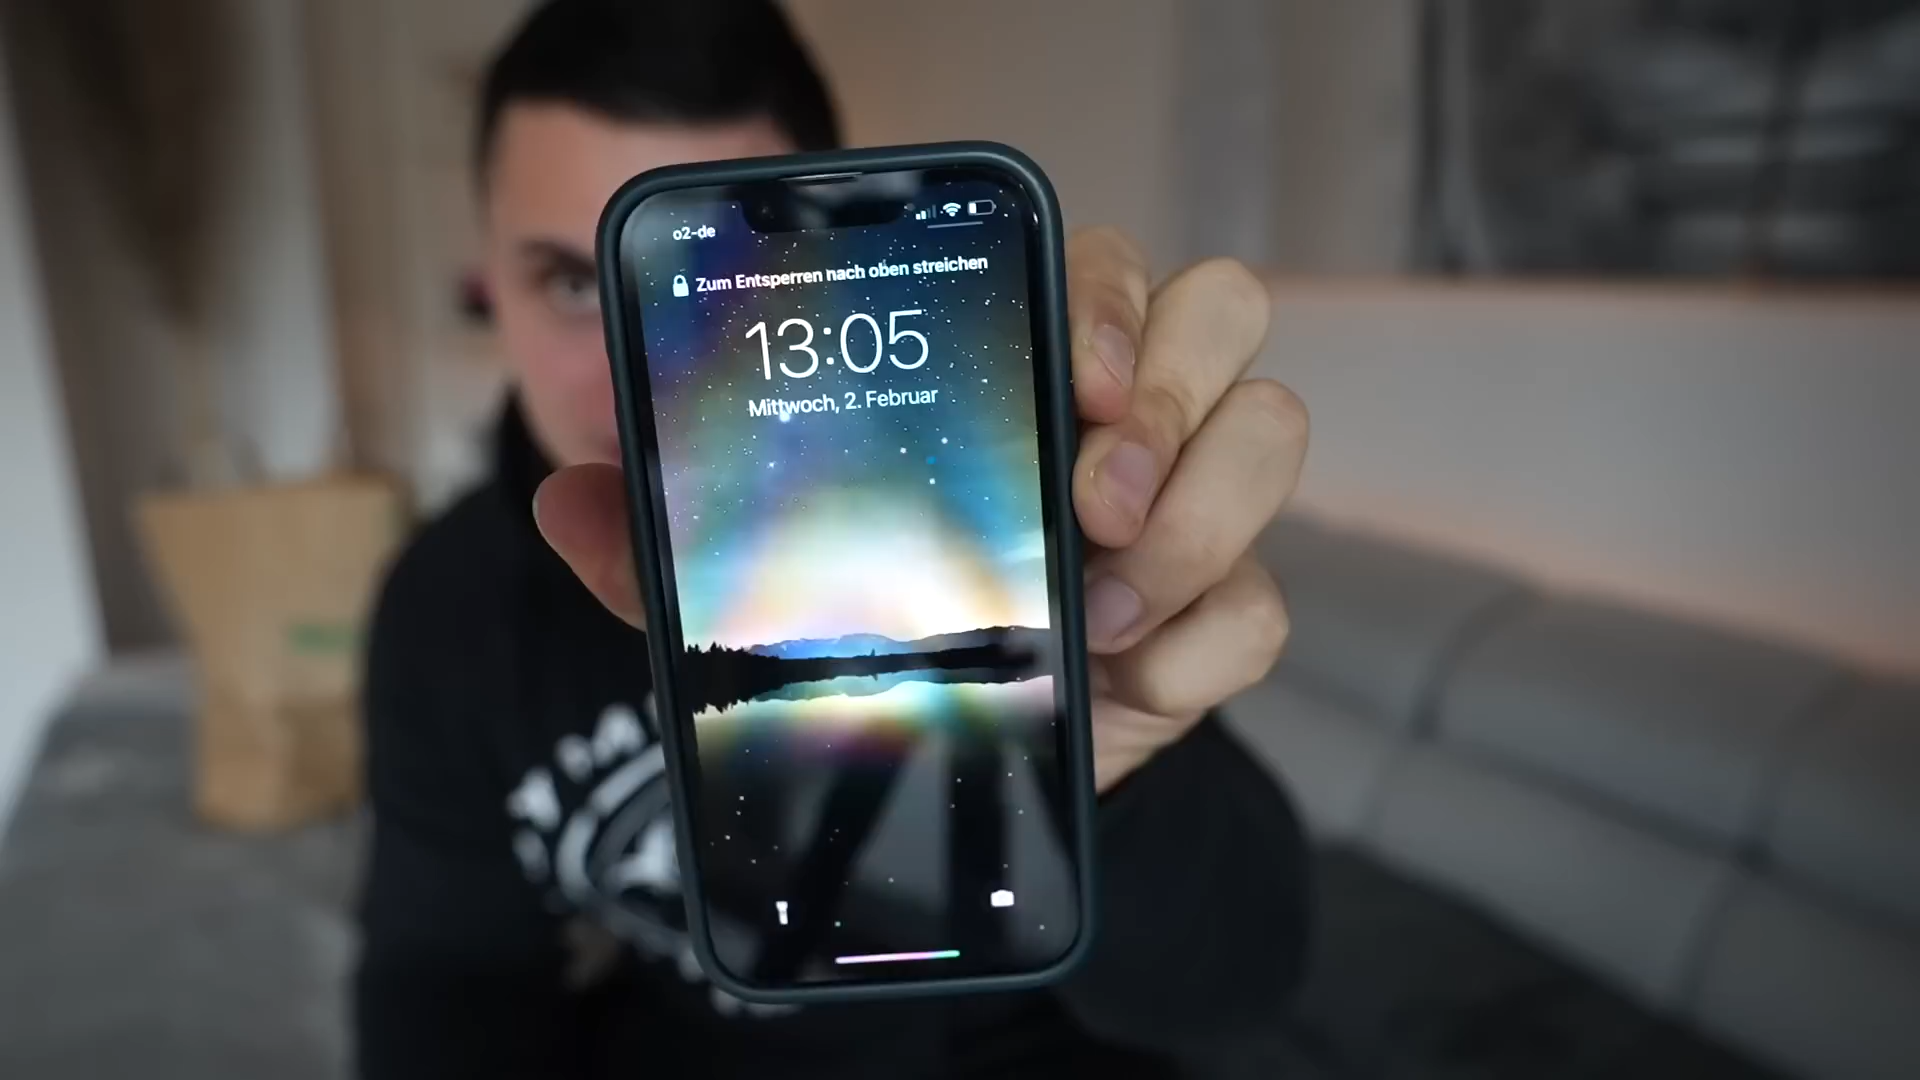 o2-de
Zum Entsperren nach oben streichen
13:05
Mittwoch, 2. Februar